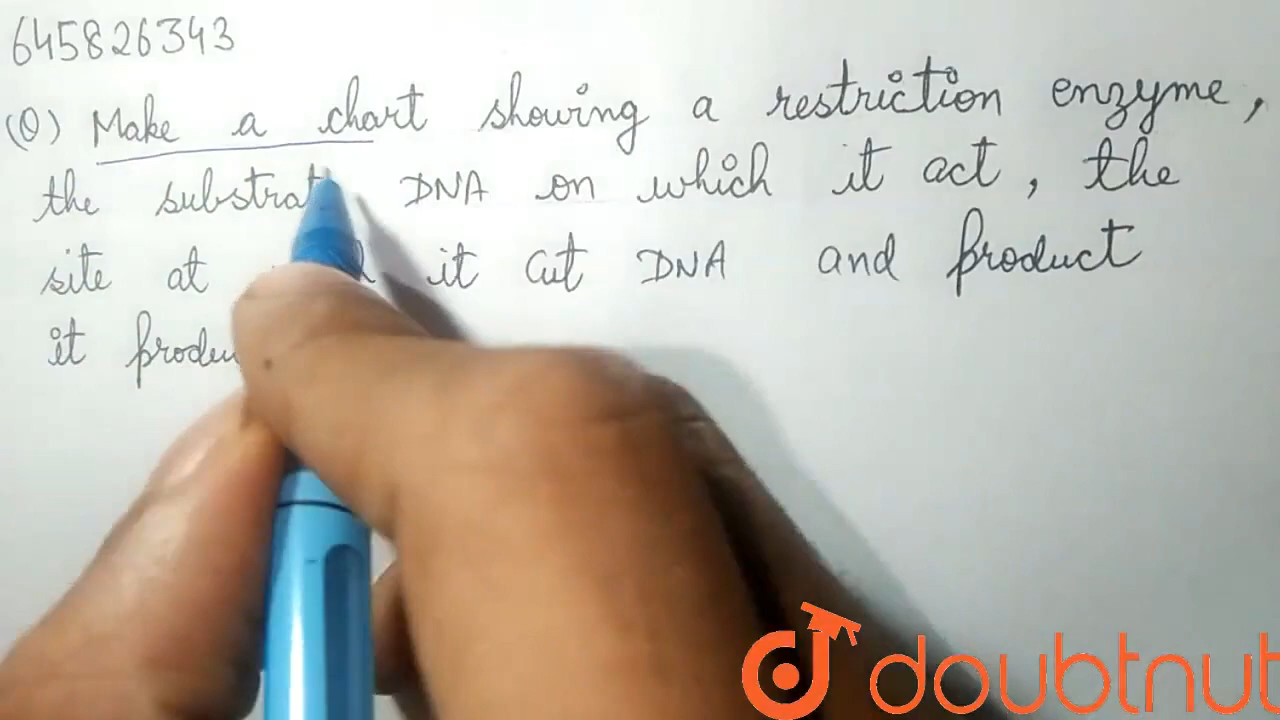 645826343
(Q) Make a chart showing a restriction enzyme,
the substrat DNA on which it act, the
site at it cut DNA and product
it produ
doubtnut